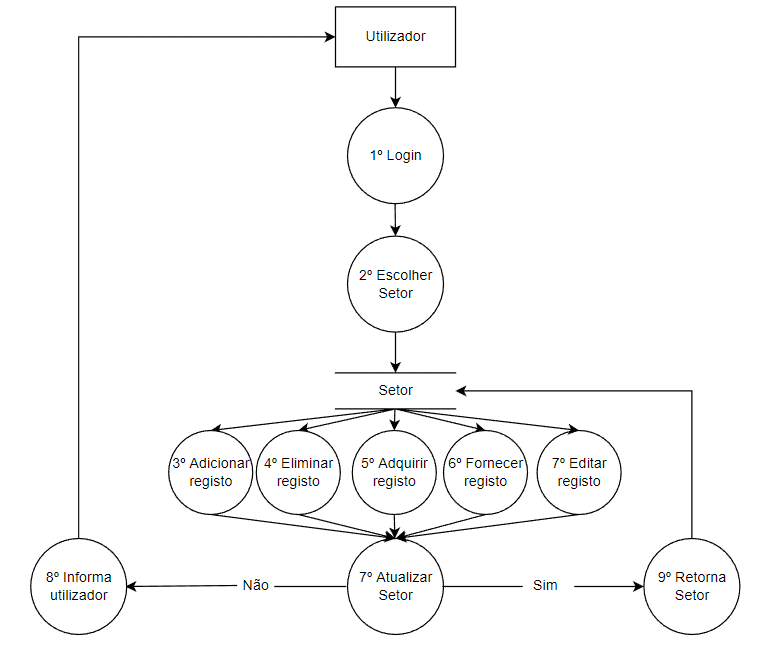 Utilizador
1º Login
2º Escolher
Setor
Setor
3º Adicionar
registo
4º Eliminar
registo
5º Adquirir
registo
6º Fornecer
registo
7º Editar
registo
8º Informa
utilizador
Não
7º Atualizar
Setor
Sim
9º Retorna
Setor